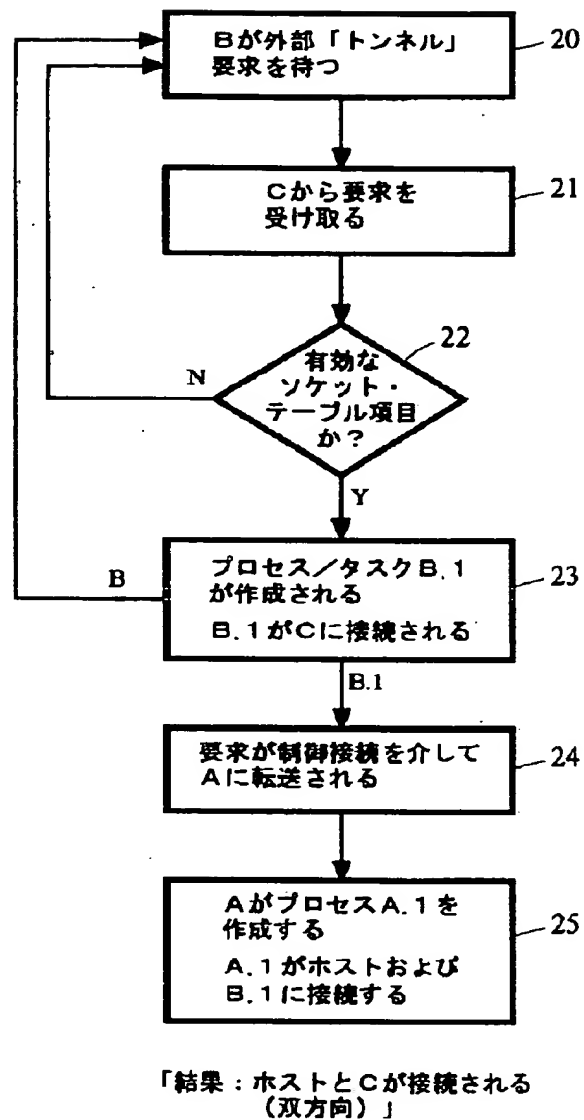 Bが外部「トンネル」
要求を待つ
20
Cから要求を
受け取る
21
22
有効な
ソケット・
テーブル項目
か?
N
Y
プロセス/タスクB.1
が作成される
B.1がCに接続される
23
B
B.1
要求が制御接続を介して
Aに転送される
24
AがプロセスA.1を
作成する
A.1がホストおよび
B.1に接続する
25
「結果:ホストとCが接続される
(双方向)」